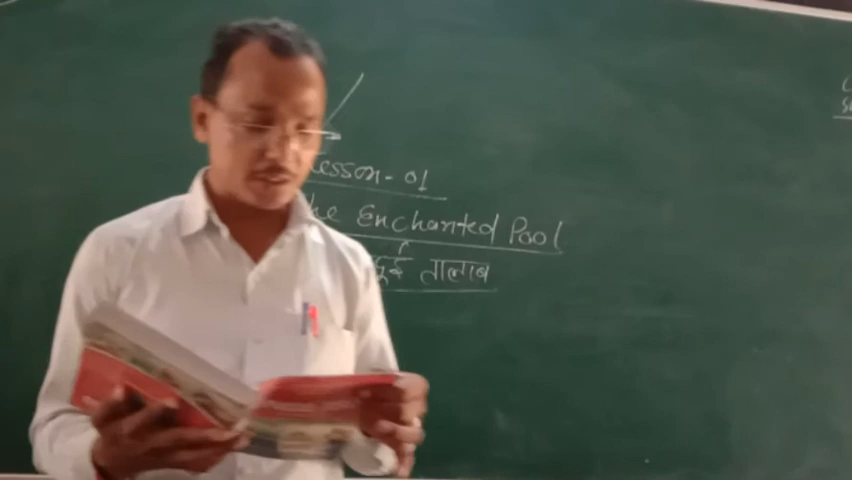 Lesson-01
The Enchanted Pool
तालाब